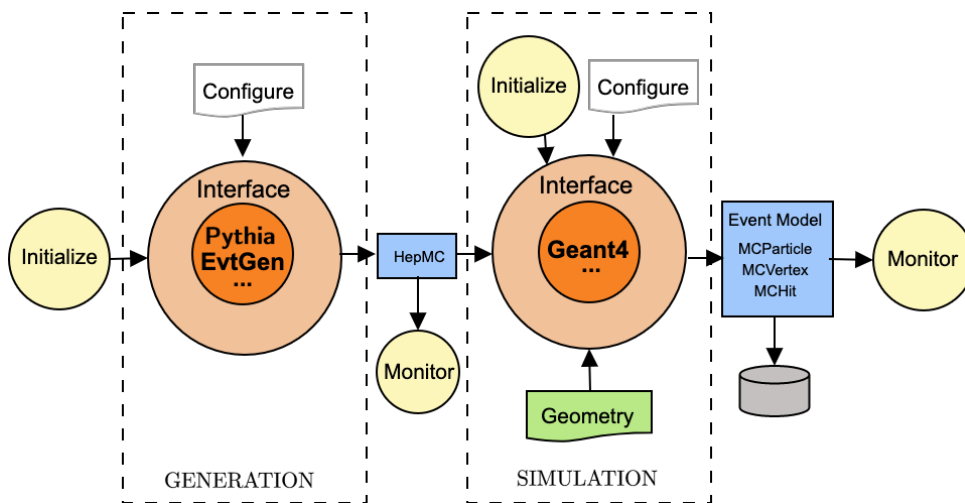 Initialize
Configure
Interface
Pythia
EvtGen
...
GENERATION
HepMC
Monitor
Initialize
Configure
Interface
Geant4
...
Geometry
SIMULATION
Event Model
MCParticle
MCVertex
MCHit
Monitor